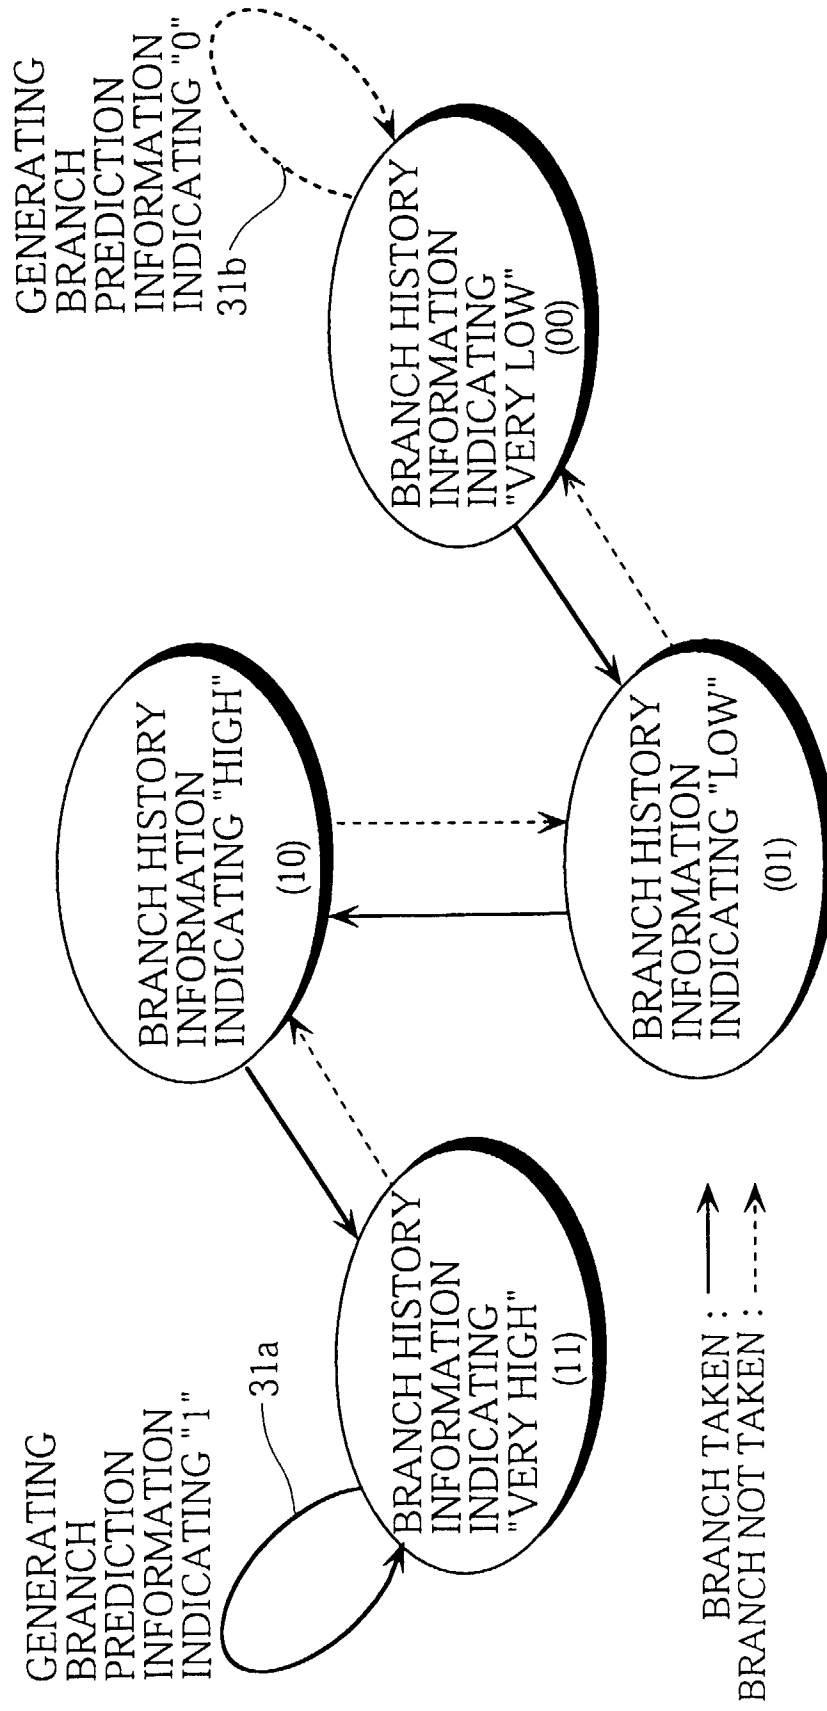 GENERATING
BRANCH
PREDICTION
INFORMATION
INDICATING "1"
31a
BRANCH HISTORY
INFORMATION
INDICATING
"VERY HIGH"
(11)
BRANCH HISTORY
INFORMATION
INDICATING "HIGH"
(10)
BRANCH HISTORY
INFORMATION
INDICATING "LOW"
(01)
GENERATING
BRANCH
PREDICTION
INFORMATION
INDICATING "0"
31b
BRANCH HISTORY
INFORMATION
INDICATING
"VERY LOW"
(00)
BRANCH TAKEN :
BRANCH NOT TAKEN :